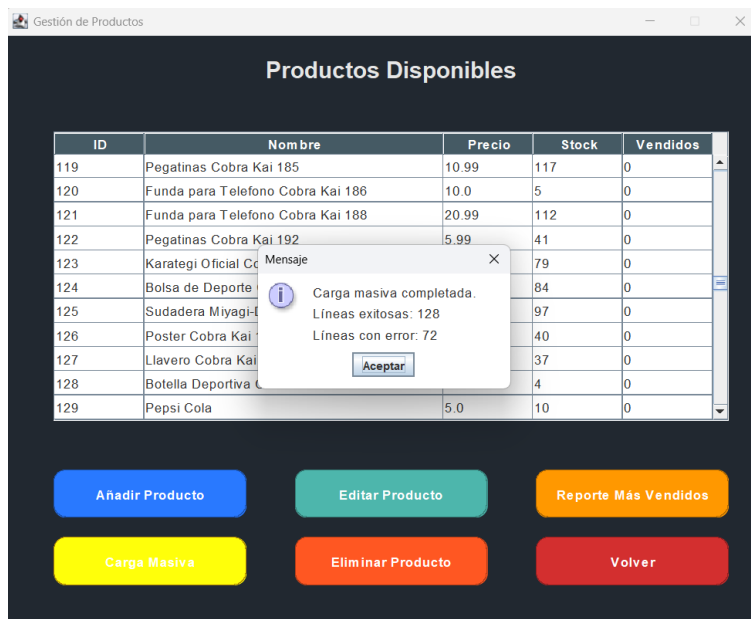 Gestión de Productos
Productos Disponibles
ID Nombre Precio Stock Vendidos
119 Pegatinas Cobra Kai 185 10.99 117 0
120 Funda para Telefono Cobra Kai 186 10.0 5 0
121 Funda para Telefono Cobra Kai 188 20.99 112 0
122 Pegatinas Cobra Kai 192 5.99 41 0
123 Karategi Oficial 79 0
124 Bolsa de Deporte 84 0
125 Sudadera 97 0
126 Poster Cobra Kai 40 0
127 Llavero Cobra Kai 37 0
128 Botella Deportiva 4 0
129 Pepsi Cola 5.0 10 0
Mensaje
Carga masiva completada.
Líneas exitosas: 128
Líneas con error: 72
Aceptar
Añadir Producto Editar Producto Reporte Más Vendidos
Carga Masiva Eliminar Producto Volver